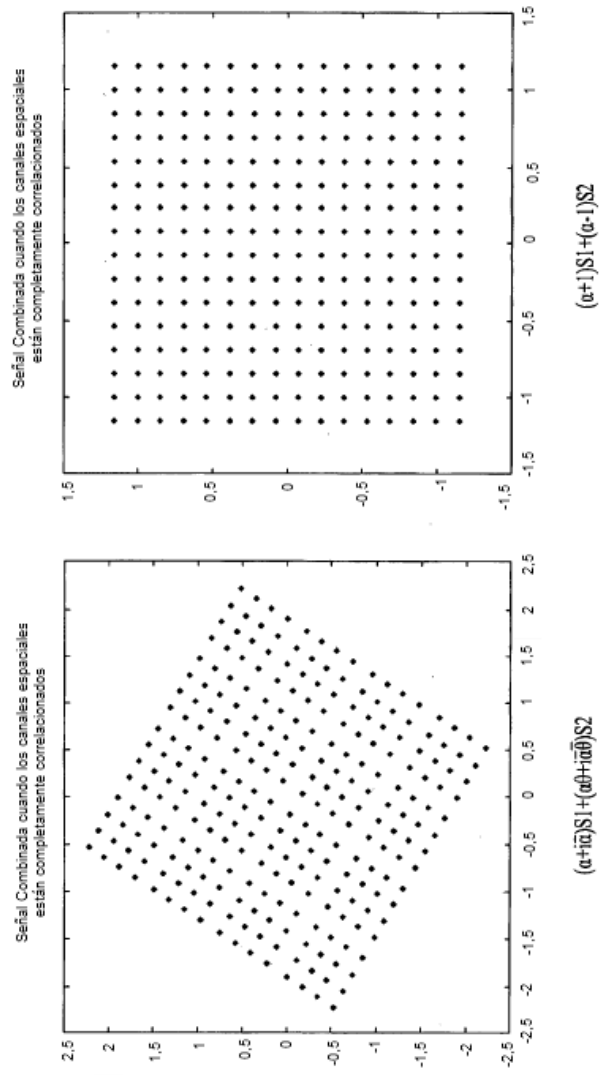 Señal Combinada cuando los canales espaciales
están completamente correlacionados
2,5
2
1,5
1
0,5
0
-0,5
-1
-1,5
-2
-2,5
-2,5 -2 -1,5 -1 -0,5 0 0,5 1 1,5 2 2,5
(α+iᾱ)S1+(αθ+iᾱθ)S2
Señal Combinada cuando los canales espaciales
están completamente correlacionados
1,5
1
0,5
0
-0,5
-1
-1,5
-1,5 -1 -0,5 0 0,5 1 1,5
(α+1)S1+(α-1)S2